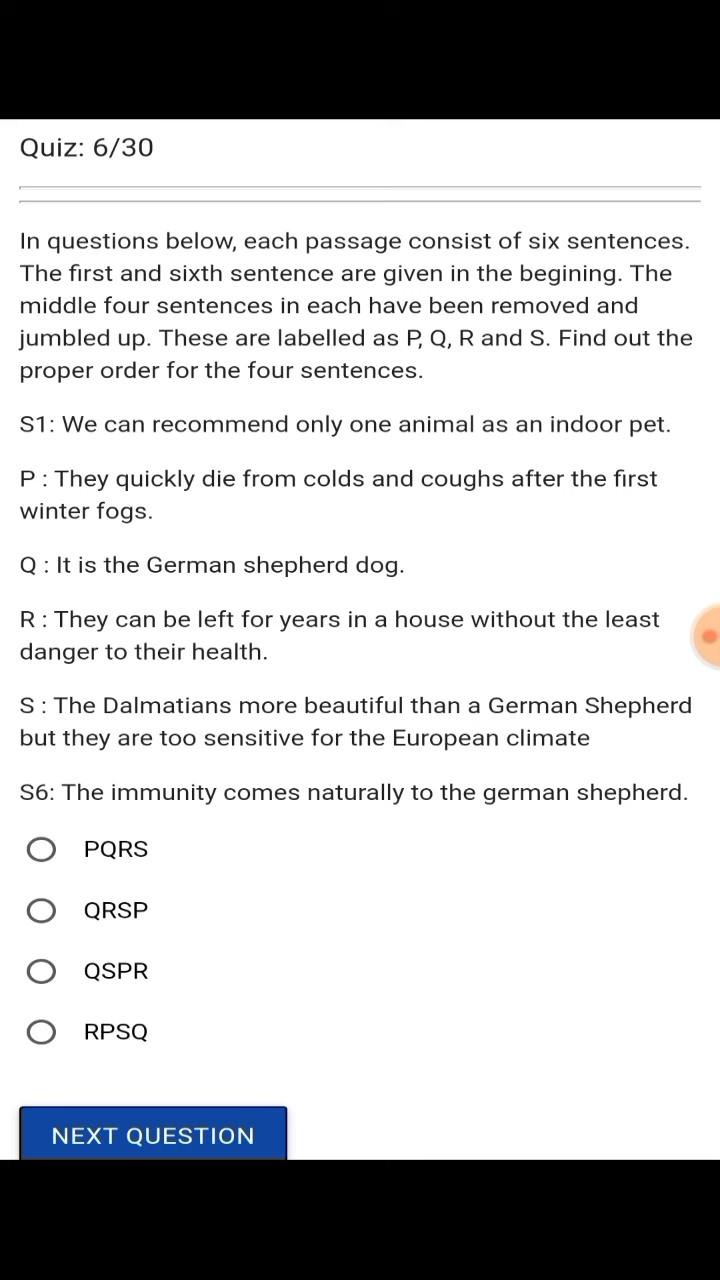 Quiz: 6/30
In questions below, each passage consist of six sentences.
The first and sixth sentence are given in the begining. The
middle four sentences in each have been removed and
jumbled up. These are labelled as P, Q, R and S. Find out the
proper order for the four sentences.
S1: We can recommend only one animal as an indoor pet.
P : They quickly die from colds and coughs after the first
winter fogs.
Q : It is the German shepherd dog.
R : They can be left for years in a house without the least
danger to their health.
S : The Dalmatians more beautiful than a German Shepherd
but they are too sensitive for the European climate
S6: The immunity comes naturally to the german shepherd.
PQRS
QRSP
QSPR
RPSQ
NEXT QUESTION